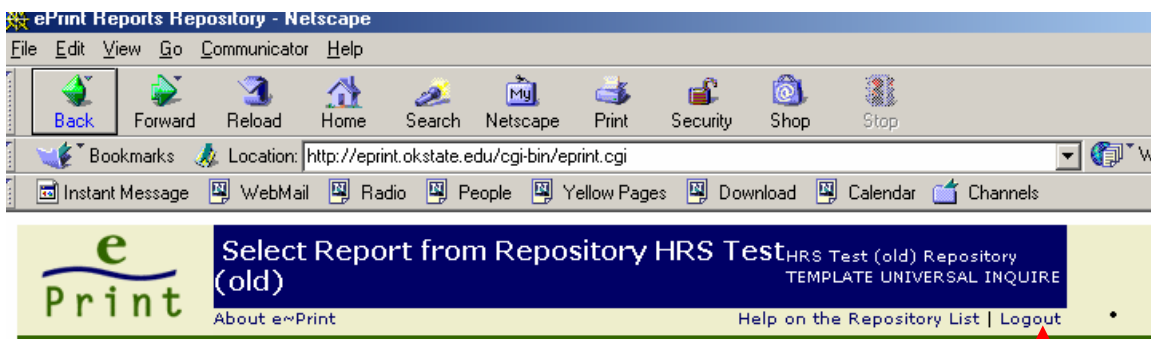 ePrint Reports Repository - Netscape
File Edit View Go Communicator Help
Back Forward Reload Home Search Netscape Print Security Shop Stop
My
Bookmarks Location: http://eprint.okstate.edu/cgi-bin/eprint.cgi
Instant Message WebMail Radio People Yellow Pages Download Calendar Channels
e Print
Select Report from Repository HRS Test (old)
HRS Test (old) Repository
TEMPLATE UNIVERSAL INQUIRE
About e~Print
Help on the Repository List | Logout